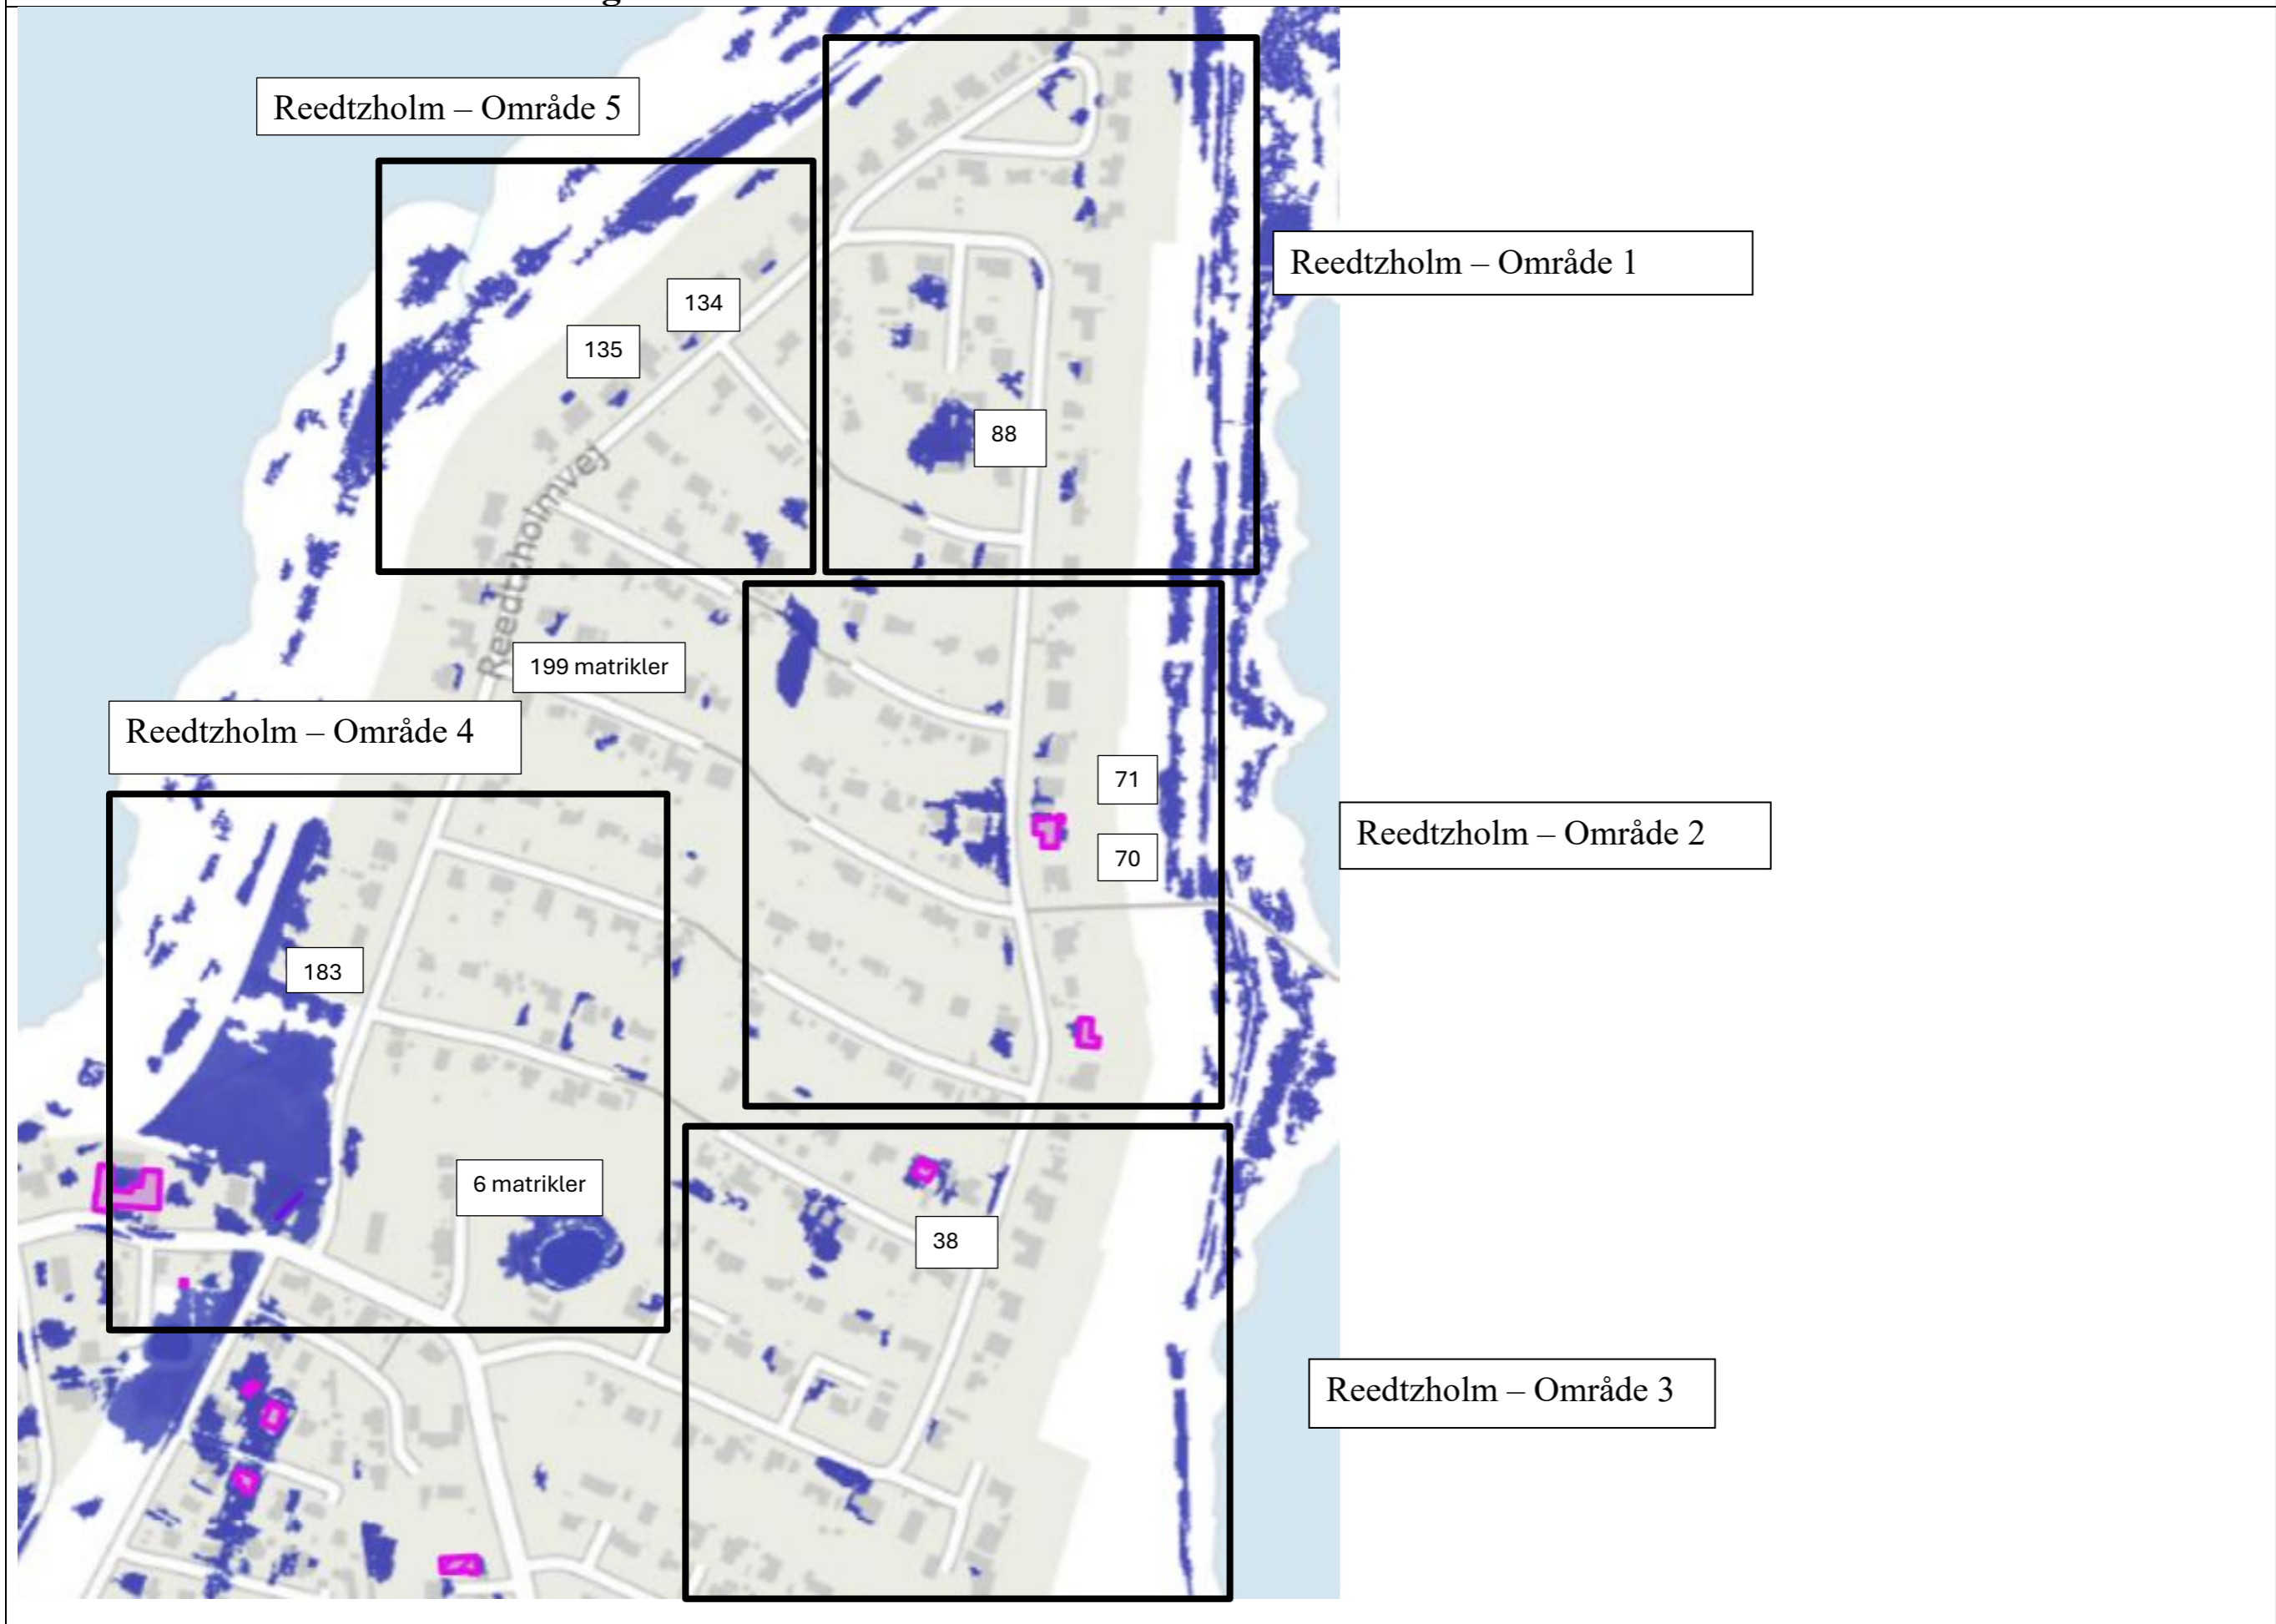 Reedtzholm – Område 5
Reedtzholm – Område 1
134
135
88
Reedtzholmvej
199 matrikler
Reedtzholm – Område 4
71
Reedtzholm – Område 2
70
183
6 matrikler
38
Reedtzholm – Område 3